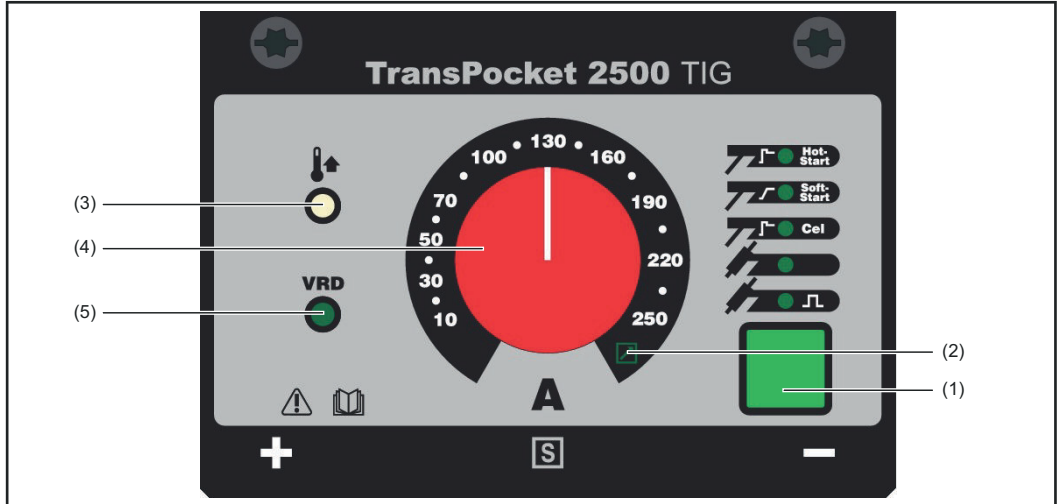 TransPocket 2500 TIG
10
30
50
70
100
130
160
190
220
250
Hot-
Start
Soft-
Start
Cel
VRD
A
+
S
−
(3)
(4)
(5)
(2)
(1)